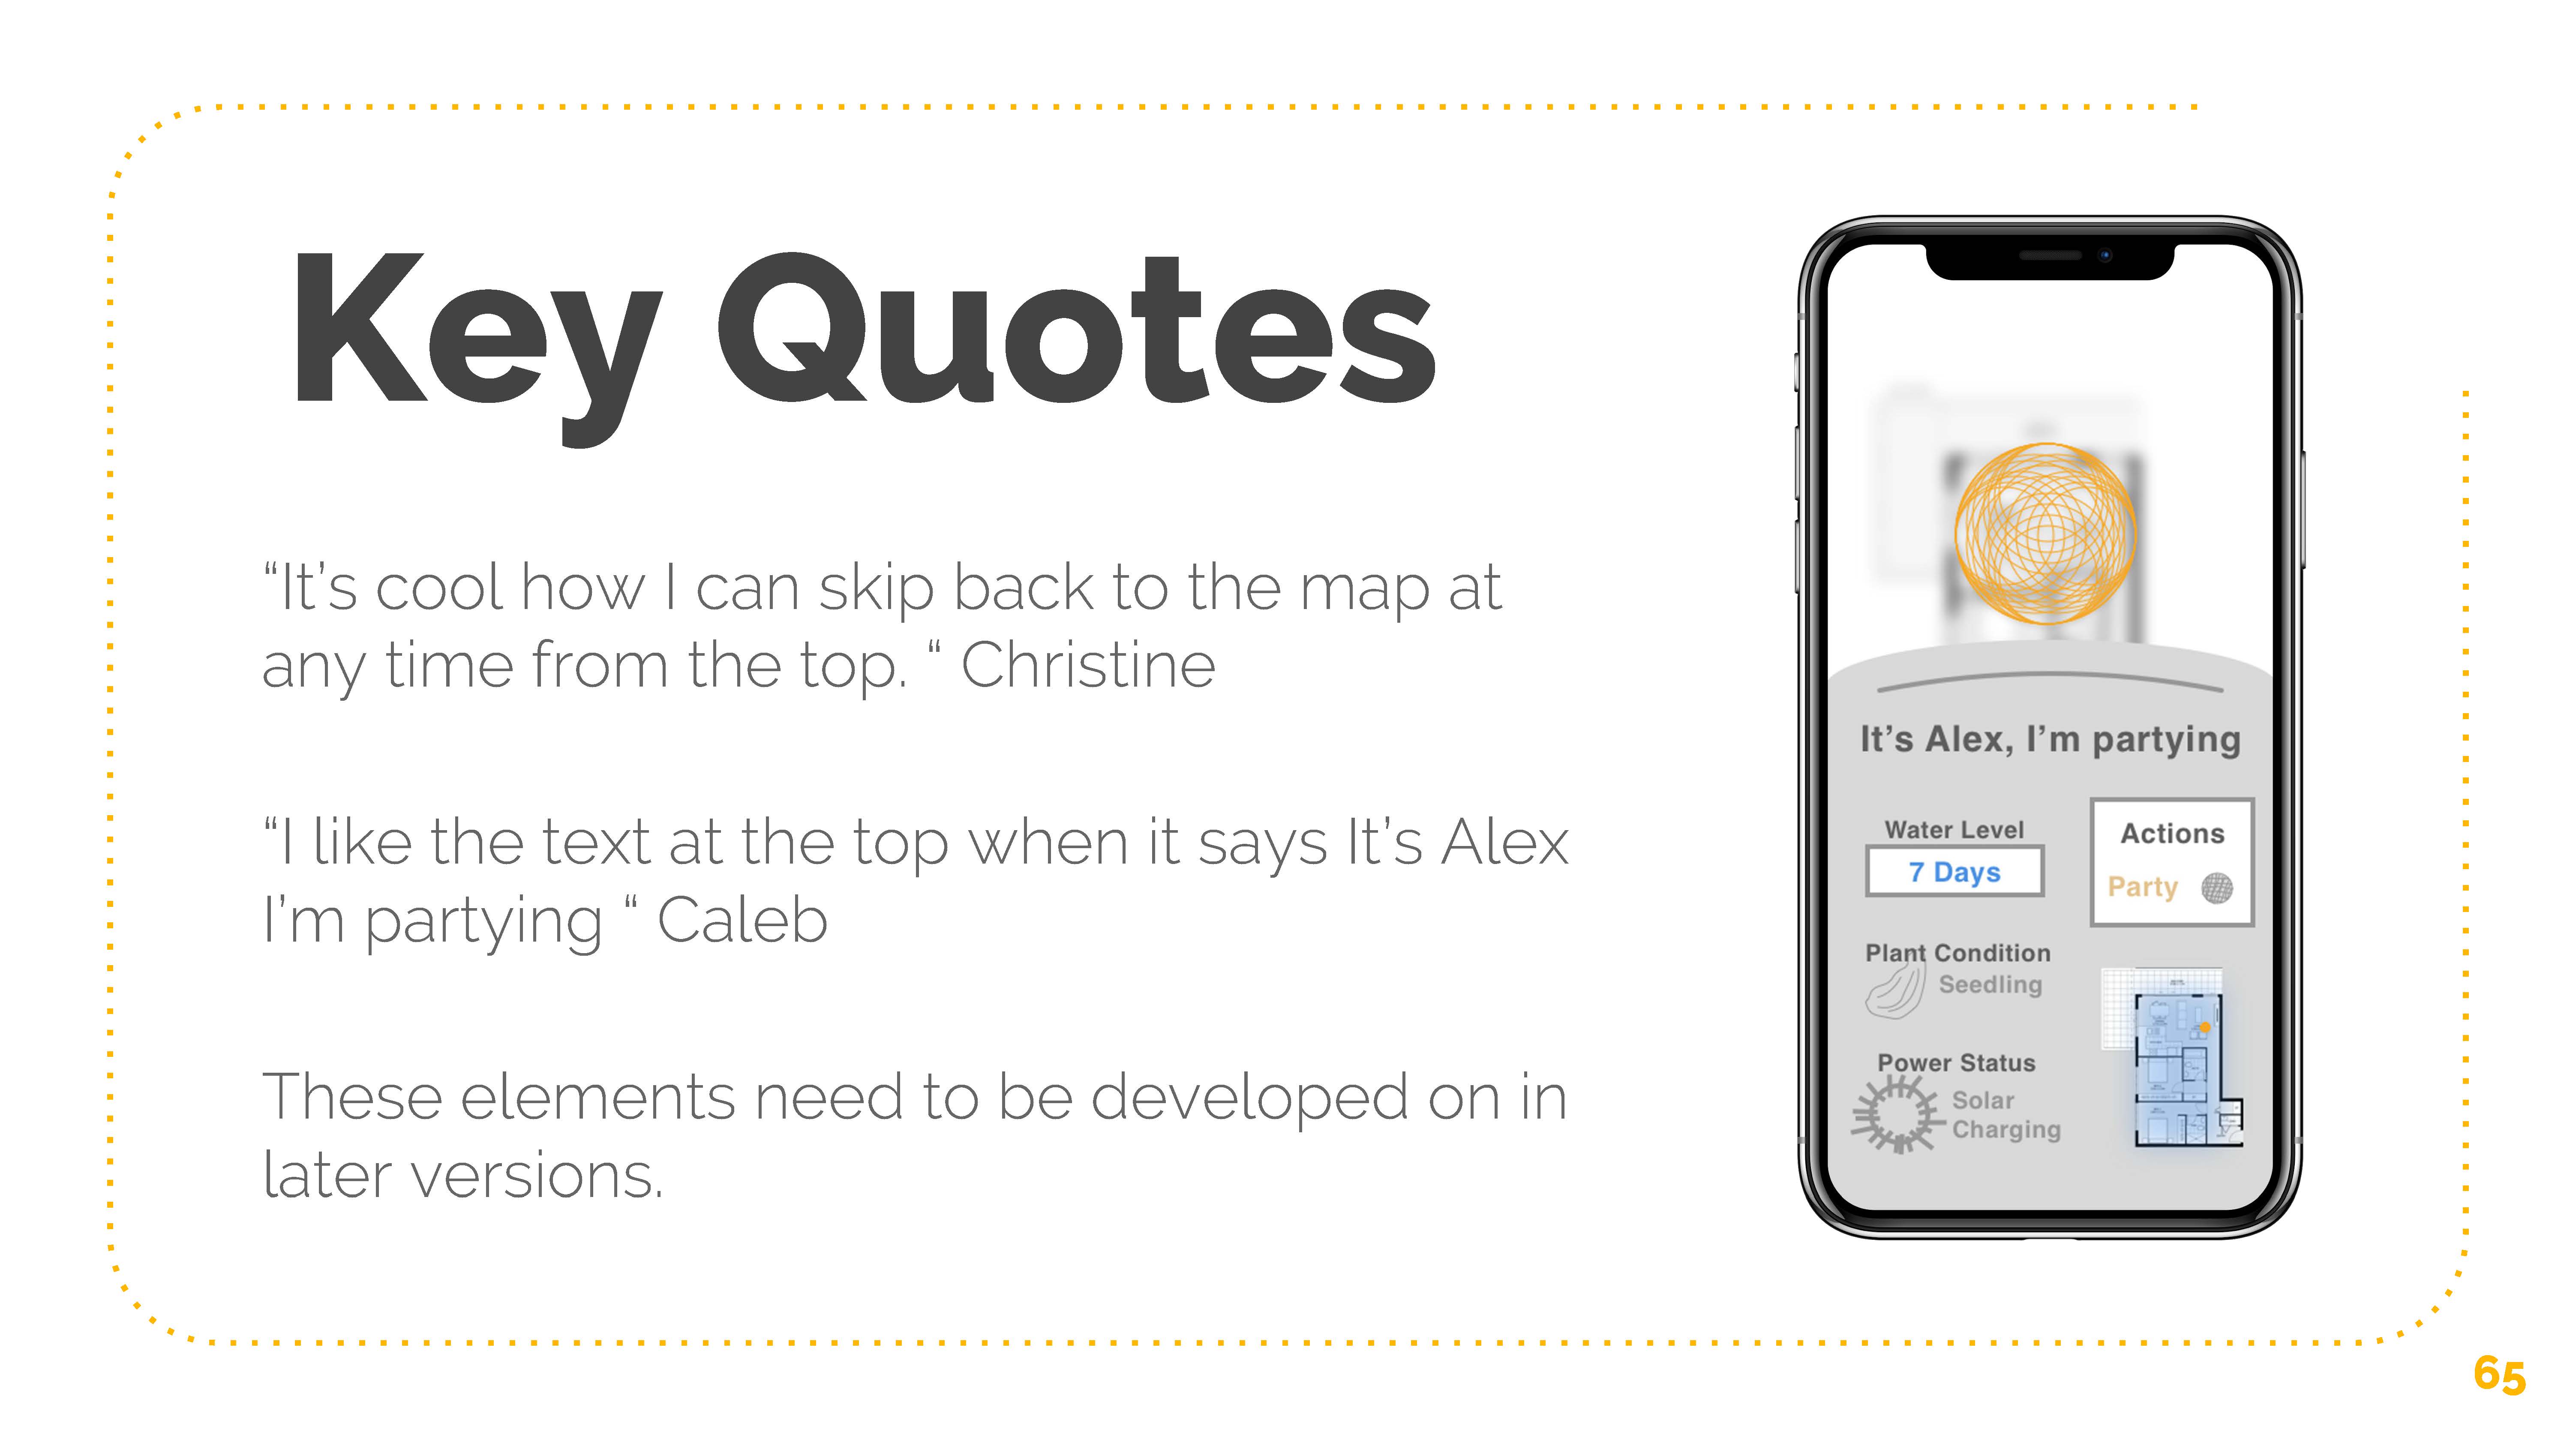 Key Quotes
“It’s cool how I can skip back to the map at
any time from the top. “ Christine
“I like the text at the top when it says It’s Alex
I’m partying “ Caleb
These elements need to be developed on in
later versions.
It’s Alex, I’m partying
Water Level
7 Days
Actions
Party
Plant Condition
Seedling
Power Status
Solar
Charging
65